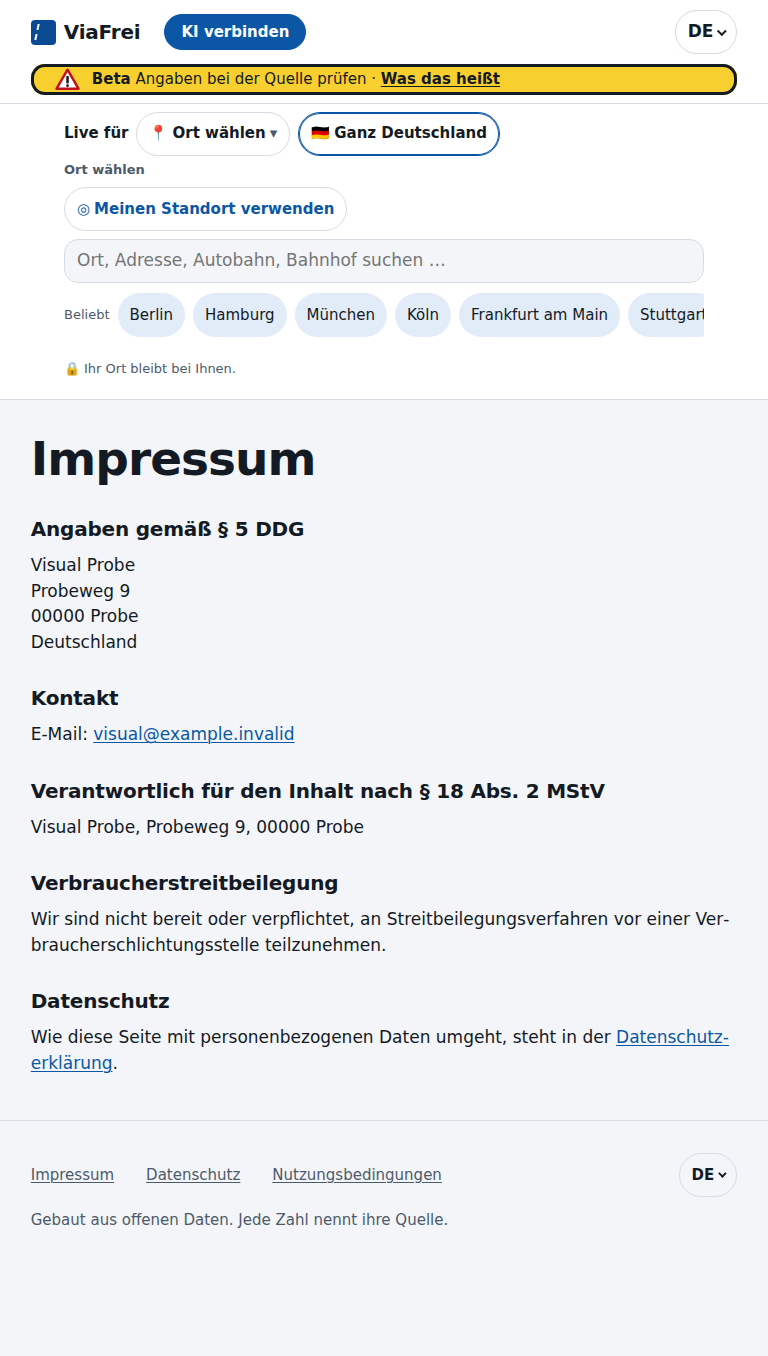 ViaFrei KI verbinden DE
Beta Angaben bei der Quelle prüfen · Was das heißt
Live für 📍 Ort wählen ▾ 🇩🇪 Ganz Deutschland
Ort wählen
◎ Meinen Standort verwenden
Ort, Adresse, Autobahn, Bahnhof suchen …
Beliebt Berlin Hamburg München Köln Frankfurt am Main Stuttgart
🔒 Ihr Ort bleibt bei Ihnen.
Impressum
Angaben gemäß § 5 DDG
Visual Probe
Probeweg 9
00000 Probe
Deutschland
Kontakt
E-Mail: visual@example.invalid
Verantwortlich für den Inhalt nach § 18 Abs. 2 MStV
Visual Probe, Probeweg 9, 00000 Probe
Verbraucherstreitbeilegung
Wir sind nicht bereit oder verpflichtet, an Streitbeilegungsverfahren vor einer Ver-
braucherschlichtungsstelle teilzunehmen.
Datenschutz
Wie diese Seite mit personenbezogenen Daten umgeht, steht in der Datenschutz-
erklärung.
Impressum Datenschutz Nutzungsbedingungen DE
Gebaut aus offenen Daten. Jede Zahl nennt ihre Quelle.